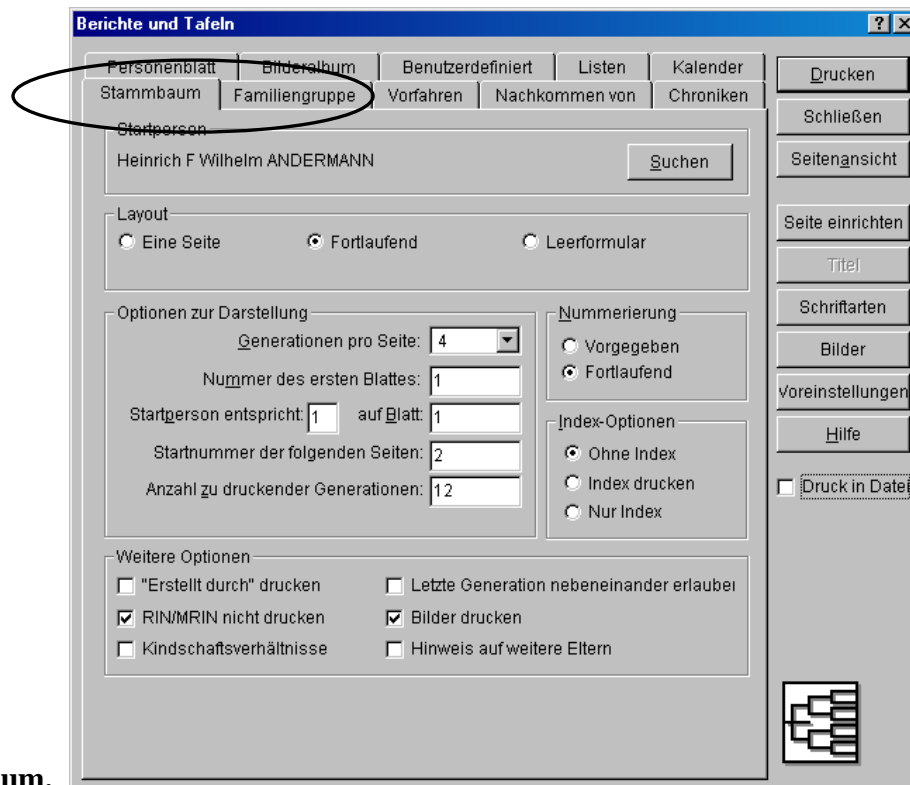 Berichte und Tafeln
Personenblatt Bilderalbum Benutzerdefiniert Listen Kalender
Stammbaum Familiengruppe Vorfahren Nachkommen von Chroniken
Startperson
Heinrich F Wilhelm ANDERMANN
Suchen
Layout
Eine Seite Fortlaufend Leerformular
Optionen zur Darstellung
Generationen pro Seite: 4
Nummer des ersten Blattes: 1
Startperson entspricht: 1 auf Blatt: 1
Startnummer der folgenden Seiten: 2
Anzahl zu druckender Generationen: 12
Nummerierung
Vorgegeben
Fortlaufend
Index-Optionen
Ohne Index
Index drucken
Nur Index
Weitere Optionen
"Erstellt durch" drucken
RIN/MRIN nicht drucken
Kindschaftsverhältnisse
Letzte Generation nebeneinander erlauber
Bilder drucken
Hinweis auf weitere Eltern
Drucken
Schließen
Seitenansicht
Seite einrichten
Titel
Schriftarten
Bilder
Voreinstellungen
Hilfe
Druck in Datei
um.